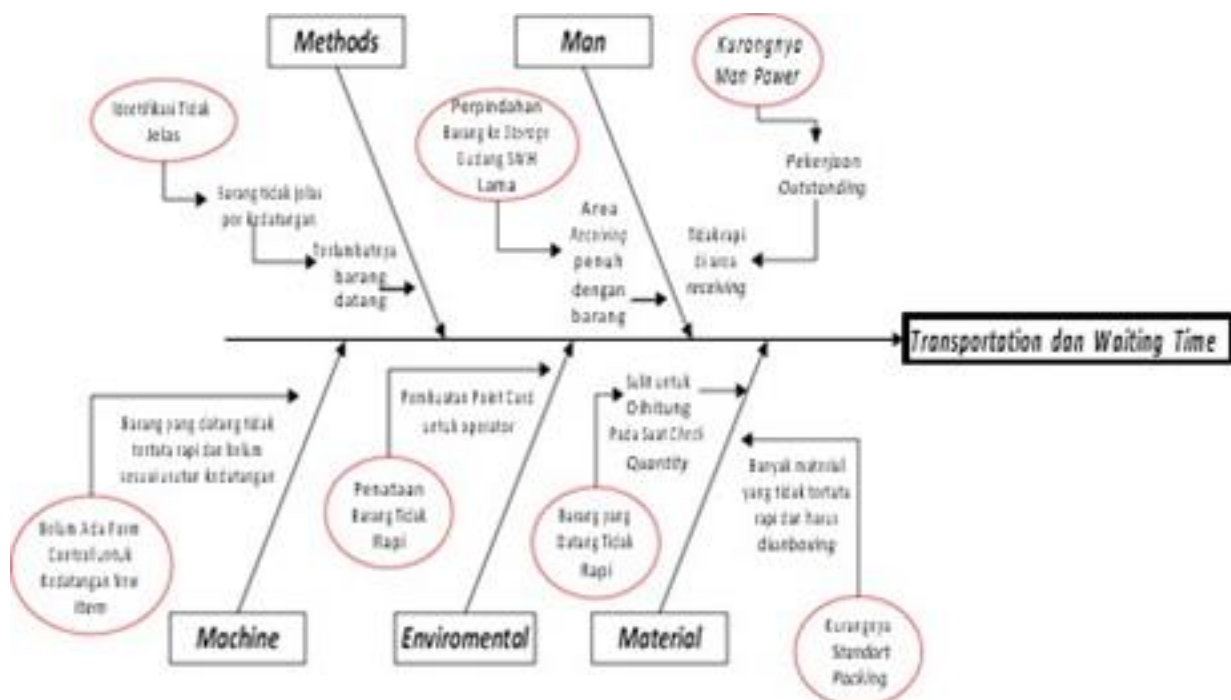 Methods
Man
Kurangnya
Man Power
Identifikasi Tidak
Jelas
Perpindahan
Barang ke Storage
Gudang SWH
Lama
Pekerjaan
Outstanding
Barang tidak jelas
por kedatangan
Area
Receiving
penuh
dengan
barang
Tidak rapi
di area
receiving
Terlambatnya
barang
datang
Transportation dan Waiting Time
Pembuatan Point Card
untuk operator
Sulit untuk
Dihitung
Pada Saat Check
Quantity
Barang yang datang tidak
tertata rapi dan belum
sesuai urutan kedatangan
Banyak material
yang tidak tertata
rapi dan harus
diunboxing
Penataan
Barang Tidak
Rapi
Barang yang
Datang Tidak
Rapi
Belum Ada Form
Control untuk
Kedatangan New
Item
Machine
Enviromental
Material
Kurangnya
Standart
Packing